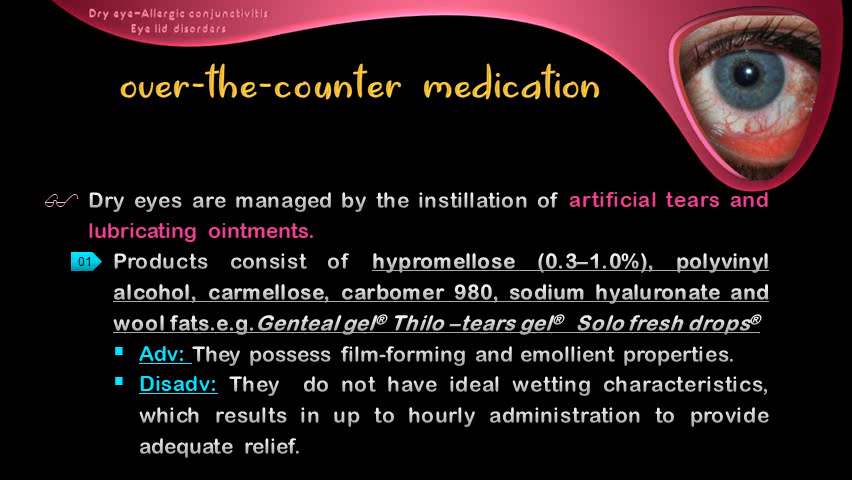 Dry eye-Allergic conjunctivitis
Eye lid disorders
over-the-counter medication
Dry eyes are managed by the instillation of artificial tears and
lubricating ointments.
01 Products consist of hypromellose (0.3–1.0%), polyvinyl
alcohol, carmellose, carbomer 980, sodium hyaluronate and
wool fats.e.g.Genteal gel® Thilo –tears gel® Solo fresh drops®
▪ Adv: They possess film-forming and emollient properties.
▪ Disadv: They do not have ideal wetting characteristics,
which results in up to hourly administration to provide
adequate relief.